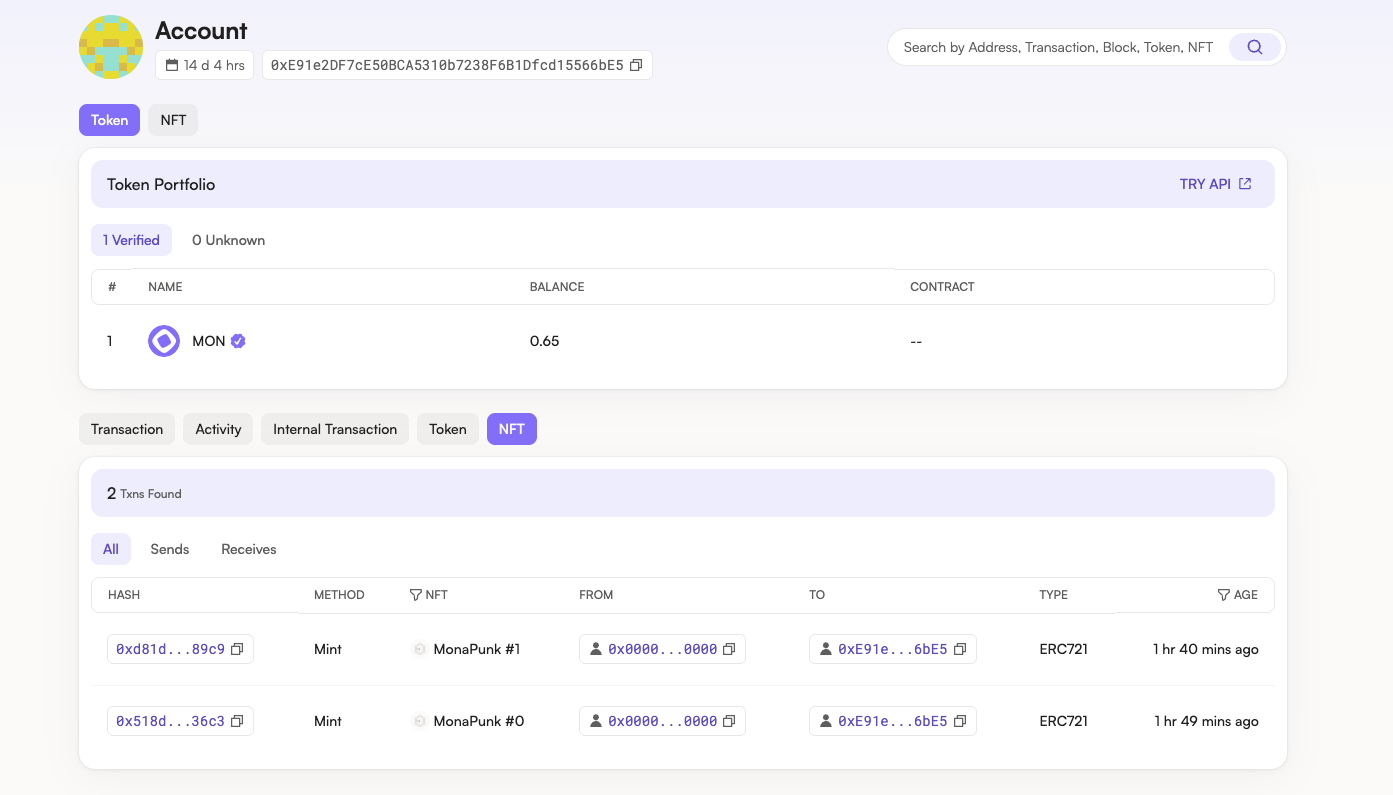 Account
14 d 4 hrs
0xE91e2DF7cE50BCA5310b7238F6B1Dfcd15566bE5
Search by Address, Transaction, Block, Token, NFT
Token NFT
Token Portfolio TRY API
1 Verified 0 Unknown
# NAME BALANCE CONTRACT
1 MON 0.65 --
Transaction Activity Internal Transaction Token NFT
2 Txns Found
All Sends Receives
HASH METHOD NFT FROM TO TYPE AGE
0xd81d...89c9 Mint MonaPunk #1 0x0000...0000 0xE91e...6bE5 ERC721 1 hr 40 mins ago
0x518d...36c3 Mint MonaPunk #0 0x0000...0000 0xE91e...6bE5 ERC721 1 hr 49 mins ago